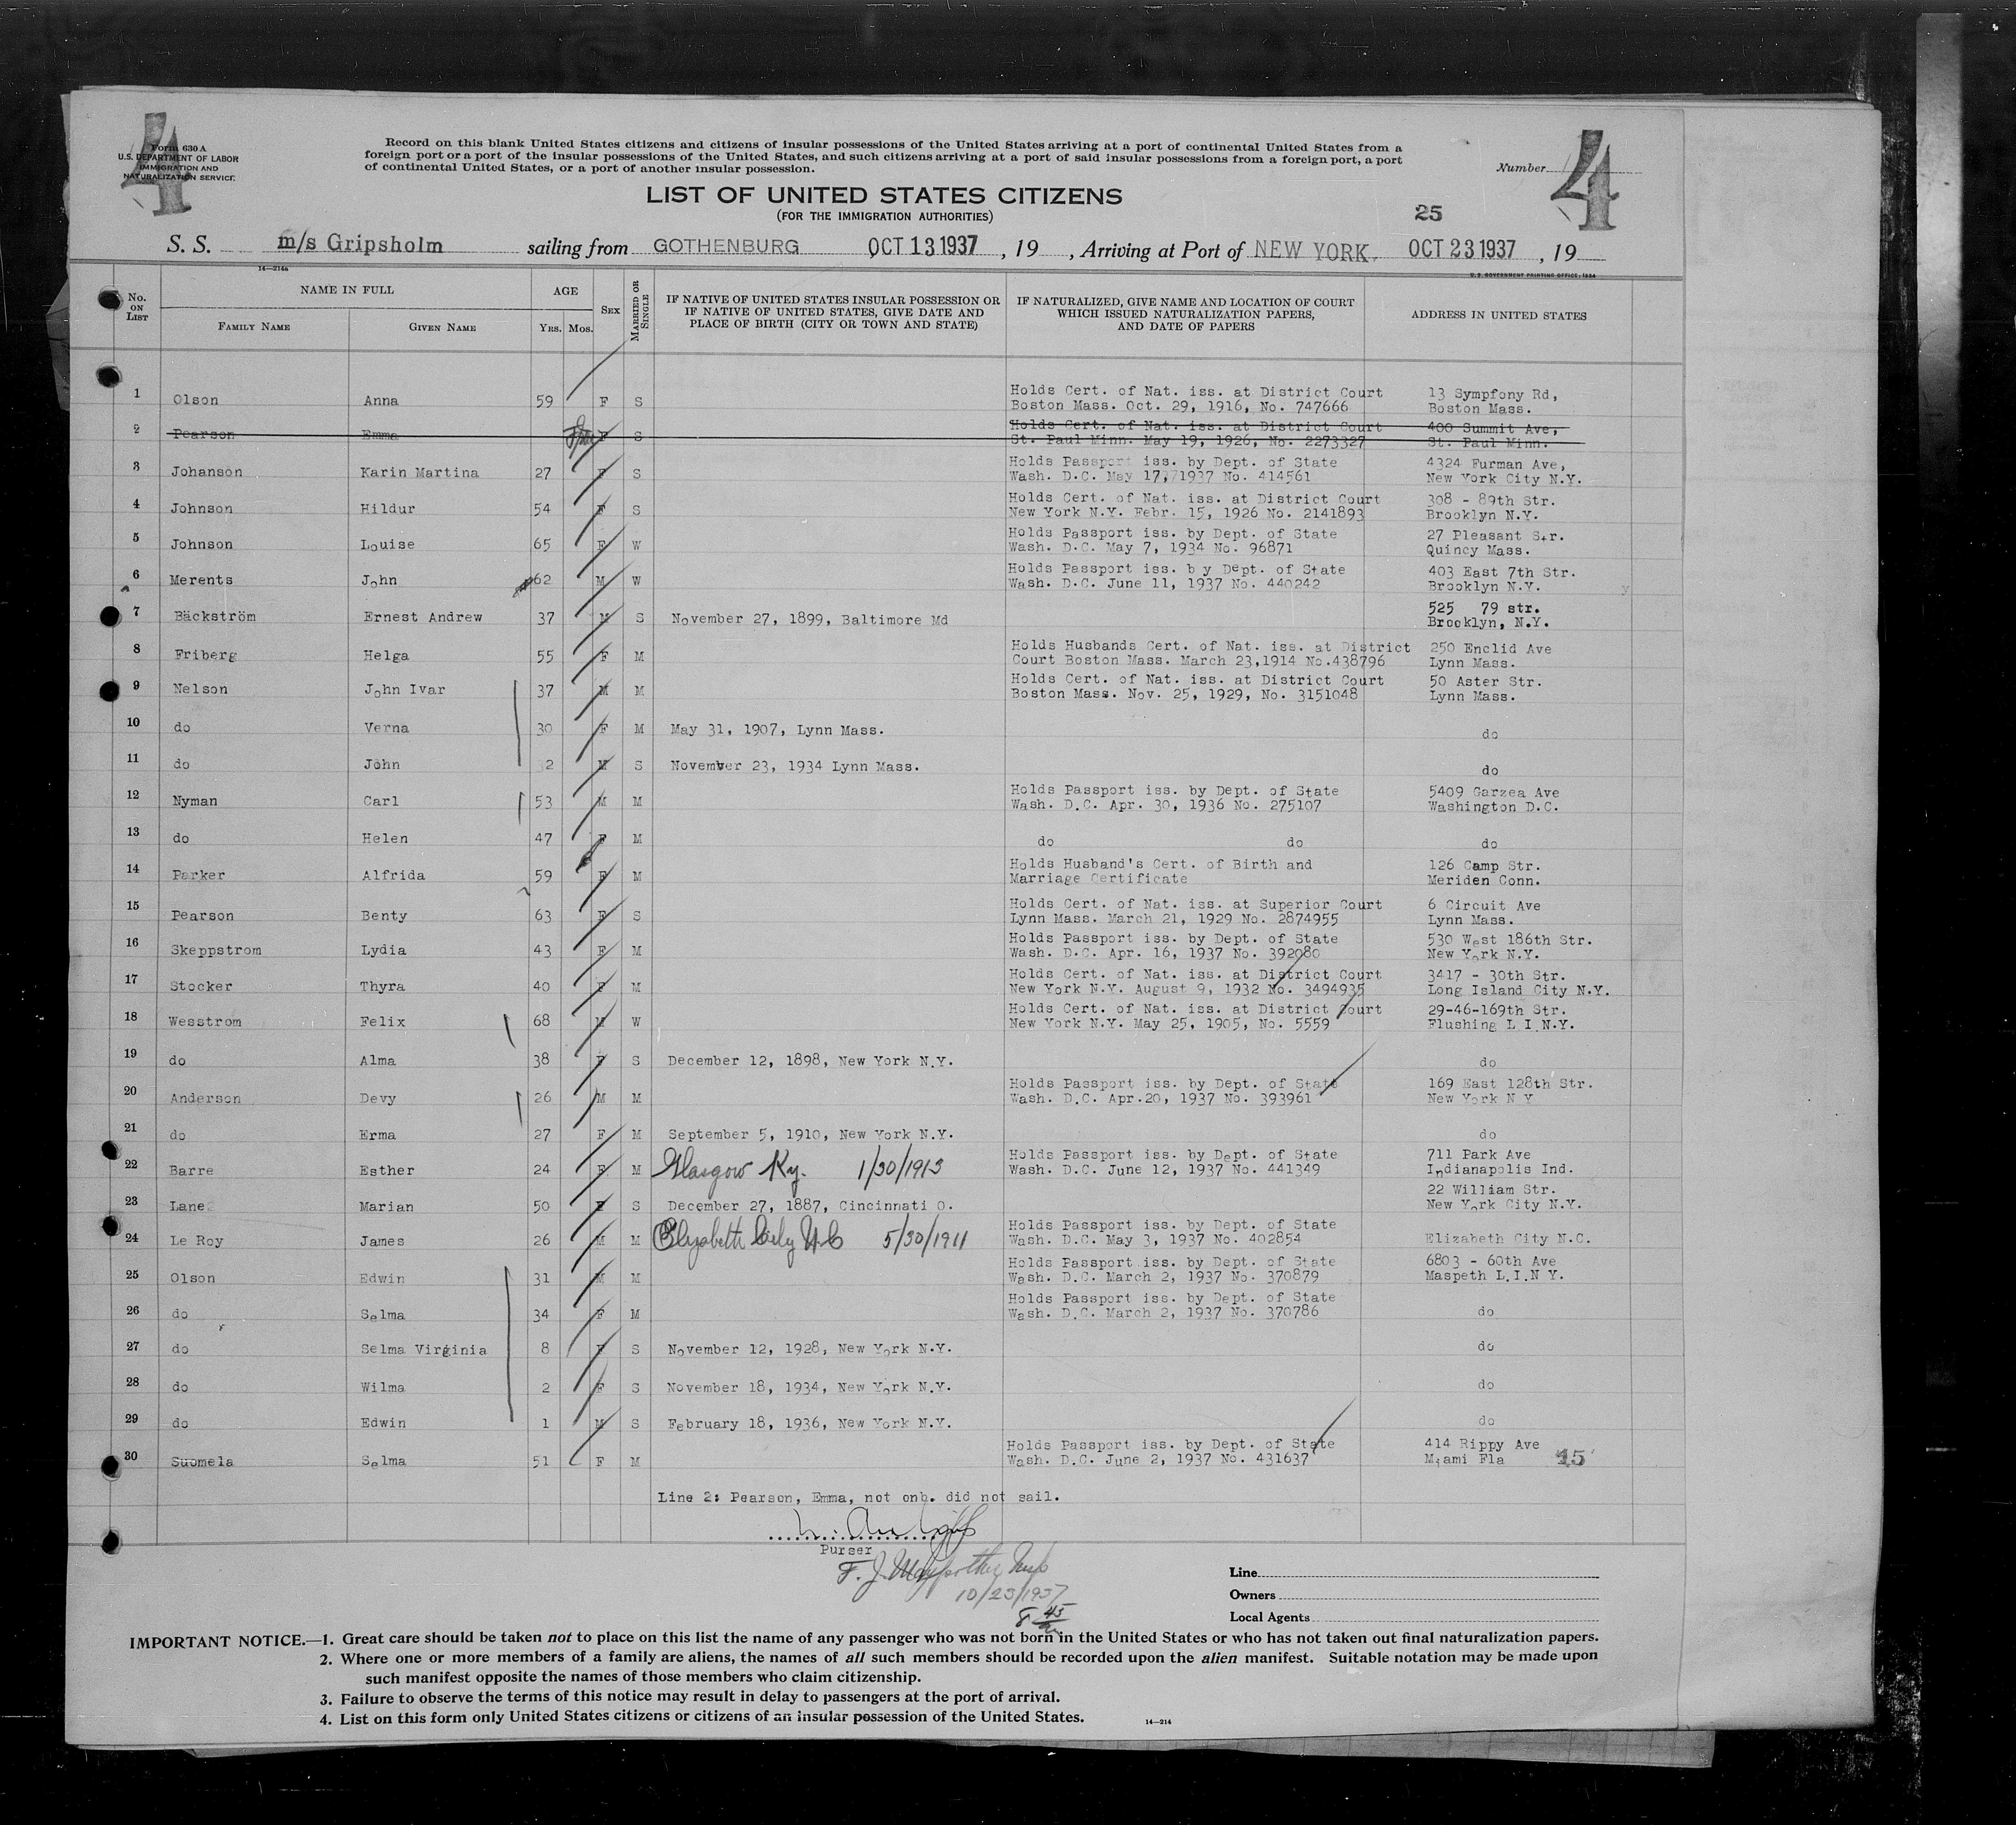 4
Form 630 A
U.S. DEPARTMENT OF LABOR
IMMIGRATION AND
NATURALIZATION SERVICE
Record on this blank United States citizens and citizens of insular possessions of the United States arriving at a port of continental United States from a
foreign port or a port of the insular possessions of the United States, and such citizens arriving at a port of said insular possessions from a foreign port, a port
of continental United States, or a port of another insular possession.
Number 4
LIST OF UNITED STATES CITIZENS
(FOR THE IMMIGRATION AUTHORITIES)
25
S. S. m/s Gripsholm sailing from GOTHENBURG OCT 13 1937, 19 , Arriving at Port of NEW YORK. OCT 23 1937, 19
14—214a
U. S. GOVERNMENT PRINTING OFFICE: 1934
No. ON LIST
NAME IN FULL
FAMILY NAME GIVEN NAME
AGE
YRS. MOS.
SEX
MARRIED OR SINGLE
IF NATIVE OF UNITED STATES INSULAR POSSESSION OR
IF NATIVE OF UNITED STATES, GIVE DATE AND
PLACE OF BIRTH (CITY OR TOWN AND STATE)
IF NATURALIZED, GIVE NAME AND LOCATION OF COURT
WHICH ISSUED NATURALIZATION PAPERS,
AND DATE OF PAPERS
ADDRESS IN UNITED STATES
1 Olson Anna 59 F S Holds Cert. of Nat. iss. at District Court 13 Sympfony Rd,
Boston Mass. Oct. 29, 1916, No. 747666 Boston Mass.
2 Pearson Emma F S Holds Cert. of Nat. iss. at District Court 400 Summit Ave,
St. Paul Minn. May 19, 1926, No. 2273327 St. Paul Minn.
3 Johanson Karin Martina 27 F S Holds Passport iss. by Dept. of State 4324 Furman Ave,
Wash. D.C. May 17, 1937 No. 414561 New York City N.Y.
4 Johnson Hildur 54 F S Holds Cert. of Nat. iss. at District Court 308 - 89th Str.
New York N.Y. Febr. 15, 1926 No. 2141893 Brooklyn N.Y.
5 Johnson Louise 65 F W Holds Passport iss. by Dept. of State 27 Pleasant Str.
Wash. D.C. May 7, 1934 No. 96871 Quincy Mass.
6 Merents John 62 M W Holds Passport iss. b y Dept. of State 403 East 7th Str.
Wash. D.C. June 11, 1937 No. 440242 Brooklyn N.Y.
7 Bäckström Ernest Andrew 37 M S November 27, 1899, Baltimore Md 525 79 str.
Brooklyn, N.Y.
8 Friberg Helga 55 F M Holds Husbands Cert. of Nat. iss. at District 250 Enclid Ave
Court Boston Mass. March 23,1914 No.438796 Lynn Mass.
9 Nelson John Ivar 37 M M Holds Cert. of Nat. iss. at District Court 50 Aster Str.
Boston Mass. Nov. 25, 1929, No. 3151048 Lynn Mass.
10 do Verna 30 F M May 31, 1907, Lynn Mass. do
11 do John 2 M S November 23, 1934 Lynn Mass. do
12 Nyman Carl 53 M M Holds Passport iss. by Dept. of State 5409 Garzea Ave
Wash. D.C. Apr. 30, 1936 No. 275107 Washington D.C.
13 do Helen 47 F M do do do
14 Parker Alfrida 59 F M Holds Husband's Cert. of Birth and 126 Camp Str.
Marriage Certificate Meriden Conn.
15 Pearson Benty 63 F S Holds Cert. of Nat. iss. at Superior Court 6 Circuit Ave
Lynn Mass. March 21, 1929 No. 2874955 Lynn Mass.
16 Skeppstrom Lydia 43 F M Holds Passport iss. by Dept. of State 530 West 186th Str.
Wash. D.C. Apr. 16, 1937 No. 392080 New York N.Y.
17 Stocker Thyra 40 F M Holds Cert. of Nat. iss. at District Court 3417 - 30th Str.
New York N.Y. August 9, 1932 No. 3494935 Long Island City N.Y.
18 Wesstrom Felix 68 M W Holds Cert. of Nat. iss. at District Court 29-46-169th Str.
New York N.Y. May 25, 1905, No. 5559 Flushing L I.N.Y.
19 do Alma 38 F S December 12, 1898, New York N.Y. do
20 Anderson Devy 26 M M Holds Passport iss. by Dept. of State 169 East 128th Str.
Wash. D.C. Apr.20, 1937 No. 393961 New York N Y
21 do Erma 27 F M September 5, 1910, New York N.Y. do
22 Barre Esther 24 F M Glasgow Ky. 1/30/1913 Holds Passport iss. by Dept. of State 711 Park Ave
Wash. D.C. June 12, 1937 No. 441349 Indianapolis Ind.
23 Lane Marian 50 F S December 27, 1887, Cincinnati O. 22 William Str.
New York City N.Y.
24 Le Roy James 26 M M Elizabeth City N.C 5/30/1911 Holds Passport iss. by Dept. of State
Wash. D.C. May 3, 1937 No. 402854 Elizabeth City N.C.
25 Olson Edwin 31 M M Holds Passport iss. by Dept. of State 6803 - 60th Ave
Wash. D.C. March 2, 1937 No. 370879 Maspeth L.I.N Y.
26 do Selma 34 F M Holds Passport iss. by Dept. of State
Wash. D.C. March 2, 1937 No. 370786 do
27 do Selma Virginia 8 F S November 12, 1928, New York N.Y. do
28 do Wilma 2 F S November 18, 1934, New York N.Y. do
29 do Edwin 1 M S February 18, 1936, New York N.Y. do
30 Suomela Selma 51 F M Holds Passport iss. by Dept. of State 414 Rippy Ave
Wash. D.C. June 2, 1937 No. 431637 Miami Fla 15
Line 2: Pearson, Emma, not onb. did not sail.
Purser
F. J.
10/23/1937
8 45
Line
Owners
Local Agents
IMPORTANT NOTICE.—1. Great care should be taken not to place on this list the name of any passenger who was not born in the United States or who has not taken out final naturalization papers.
2. Where one or more members of a family are aliens, the names of all such members should be recorded upon the alien manifest. Suitable notation may be made upon
such manifest opposite the names of those members who claim citizenship.
3. Failure to observe the terms of this notice may result in delay to passengers at the port of arrival.
4. List on this form only United States citizens or citizens of an insular possession of the United States.
14—214